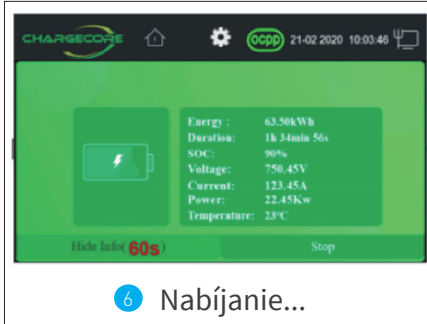 CHARGECORE ocpp 21-02 2020 10:03:46
Energy : 63.50kWh
Duration: 1h 34min 56s
SOC: 90%
Voltage: 750.45V
Current: 123.45A
Power: 22.45Kw
Temperature: 23°C
Hide Info( 60s ) Stop
6 Nabíjanie...